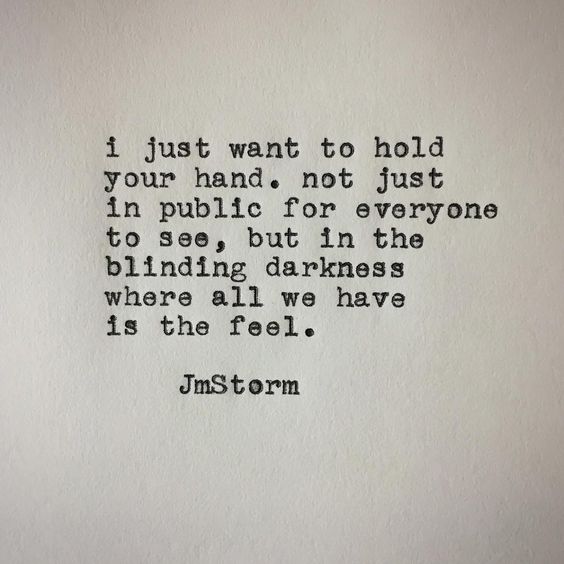 i just want to hold
your hand. not just
in public for everyone
to see, but in the
blinding darkness
where all we have
is the feel.
JmStorm